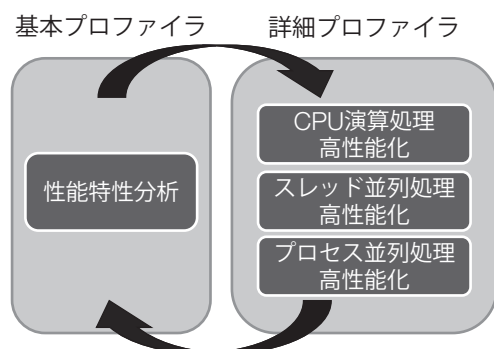 基本プロファイラ
詳細プロファイラ
性能特性分析
CPU演算処理
高性能化
スレッド並列処理
高性能化
プロセス並列処理
高性能化